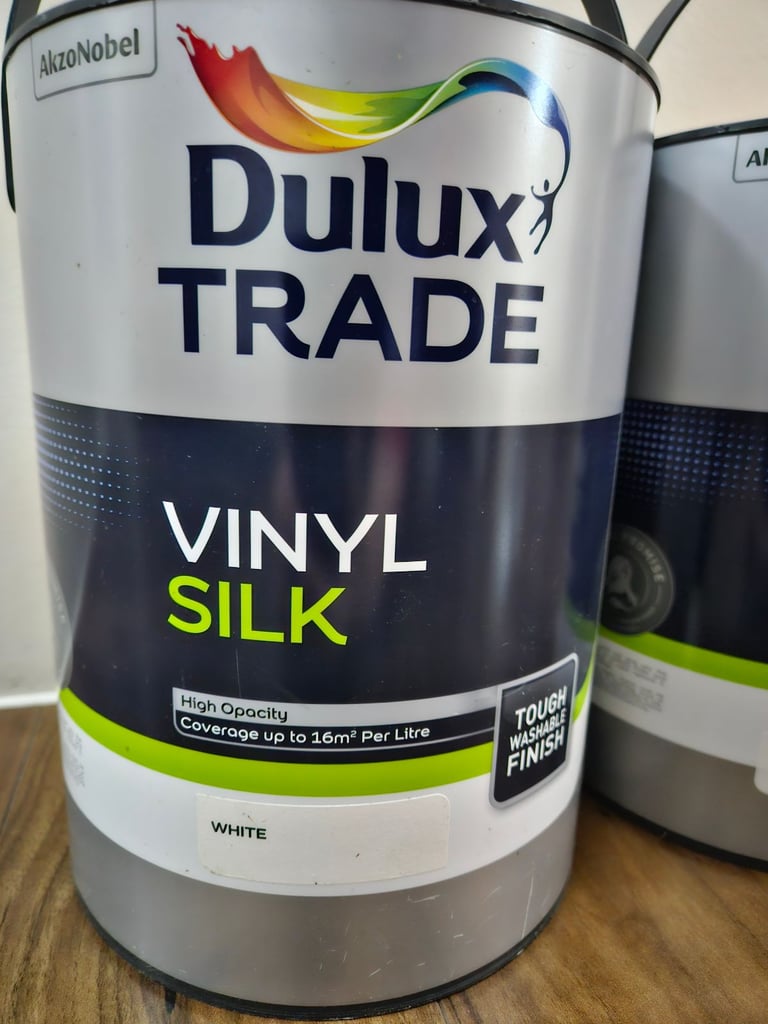 AkzoNobel
Dulux
TRADE
VINYL
SILK
High Opacity
Coverage up to 16m² Per Litre
TOUGH
WASHABLE
FINISH
WHITE